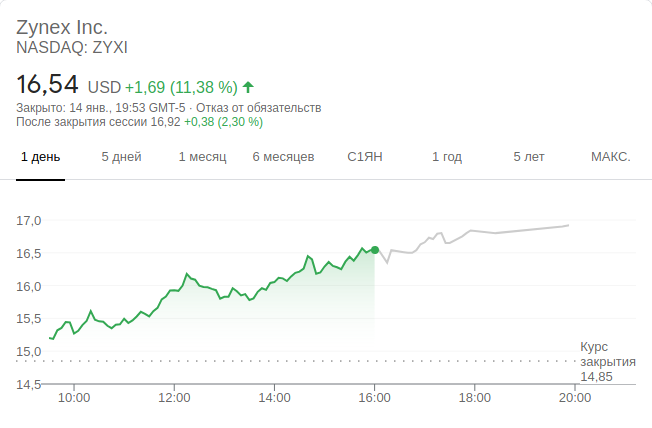 Zynex Inc.
NASDAQ: ZYXI
16,54 USD +1,69 (11,38 %)
Закрыто: 14 янв., 19:53 GMT-5 · Отказ от обязательств
После закрытия сессии 16,92 +0,38 (2,30 %)
1 день 5 дней 1 месяц 6 месяцев С1ЯН 1 год 5 лет МАКС.
17,0
16,5
16,0
15,5
15,0
14,5
Курс
закрытия
14,85
10:00 12:00 14:00 16:00 18:00 20:00